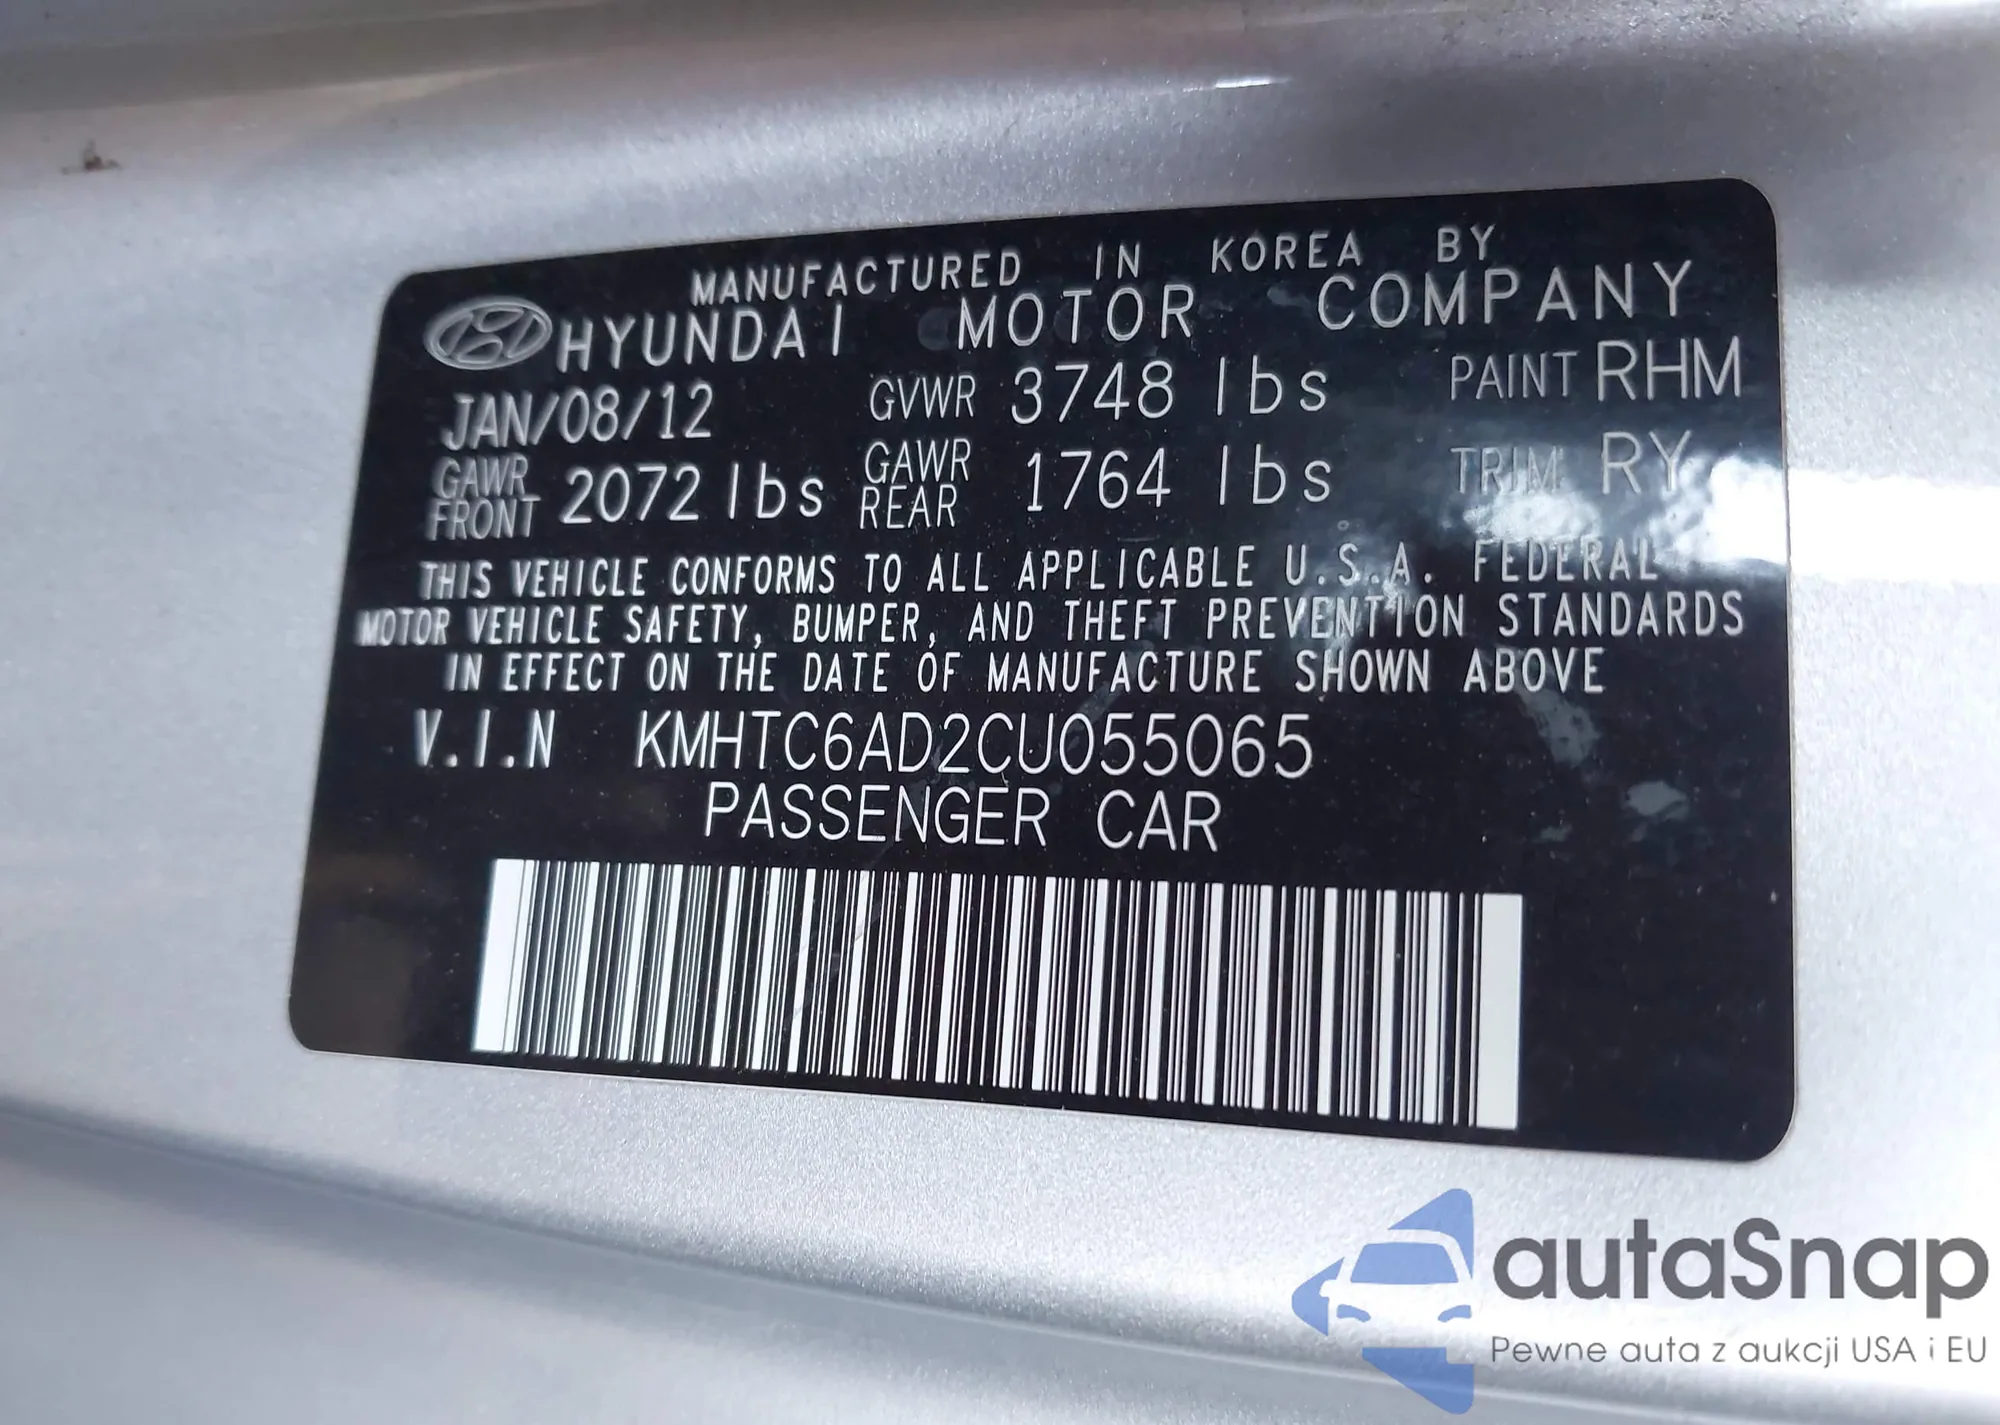 MANUFACTURED IN KOREA BY
HYUNDAI MOTOR COMPANY
JAN/08/12 GVWR 3748 lbs PAINT RHM
GAWR FRONT 2072 lbs GAWR REAR 1764 lbs TRIM RY
THIS VEHICLE CONFORMS TO ALL APPLICABLE U.S.A. FEDERAL
MOTOR VEHICLE SAFETY, BUMPER, AND THEFT PREVENTION STANDARDS
IN EFFECT ON THE DATE OF MANUFACTURE SHOWN ABOVE
V.I.N KMHTC6AD2CU055065
PASSENGER CAR
autaSnap
Pewne auta z aukcji USA i EU